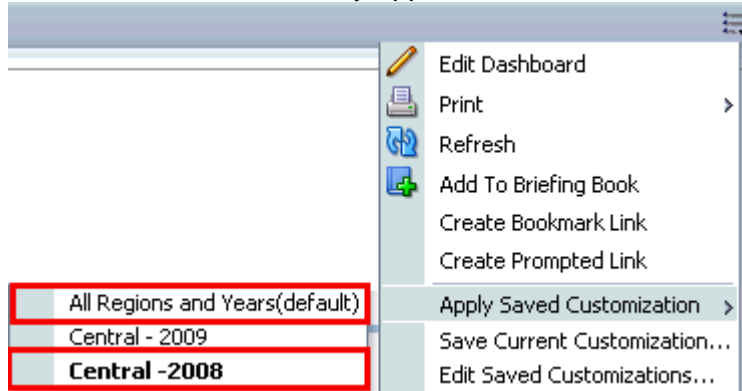 Edit Dashboard
Print
Refresh
Add To Briefing Book
Create Bookmark Link
Create Prompted Link
Apply Saved Customization
Save Current Customization...
Edit Saved Customizations...
All Regions and Years(default)
Central - 2009
Central -2008